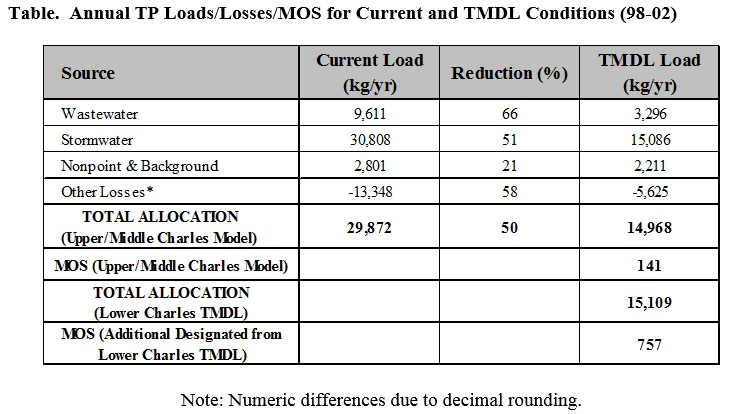 Table. Annual TP Loads/Losses/MOS for Current and TMDL Conditions (98-02)
Source Current Load (kg/yr) Reduction (%) TMDL Load (kg/yr)
Wastewater 9,611 66 3,296
Stormwater 30,808 51 15,086
Nonpoint & Background 2,801 21 2,211
Other Losses* -13,348 58 -5,625
TOTAL ALLOCATION
(Upper/Middle Charles Model) 29,872 50 14,968
MOS (Upper/Middle Charles Model) 141
TOTAL ALLOCATION
(Lower Charles TMDL) 15,109
MOS (Additional Designated from
Lower Charles TMDL) 757
Note: Numeric differences due to decimal rounding.